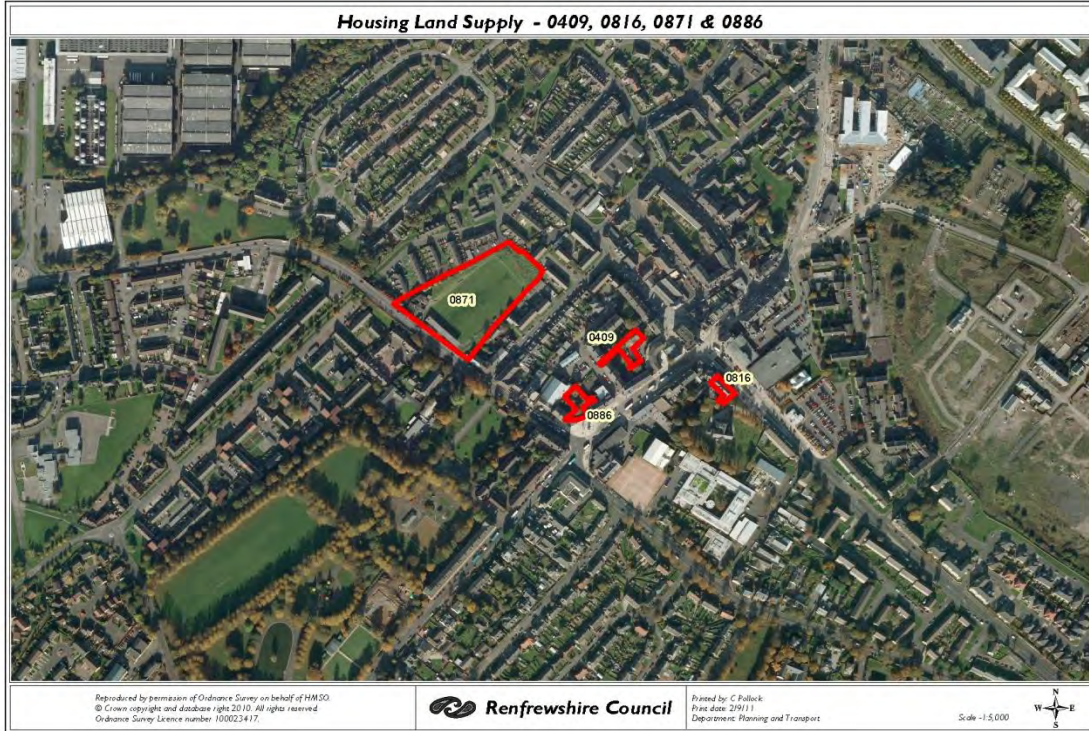 Housing Land Supply - 0409, 0816, 0871 & 0886
0871
0409
0816
0886
Reproduced by permission of Ordnance Survey on behalf of HMSO.
© Crown copyright and database right 2010. All rights reserved.
Ordnance Survey Licence number 100023417.
Renfrewshire Council
Printed by: C Pollock
Print date: 2/9/11
Department: Planning and Transport
Scale -1:5,000
N
W E
S